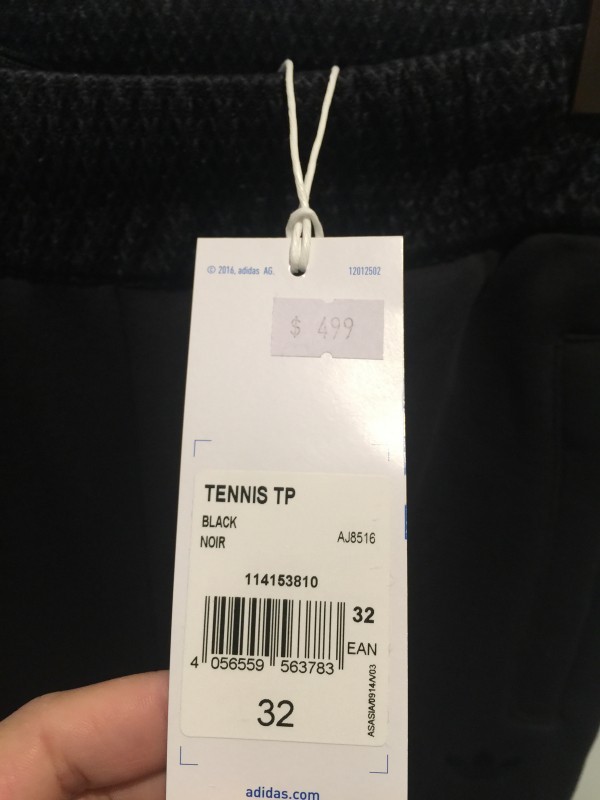 © 2016, adidas AG.
12012502
$ 499
TENNIS TP
BLACK
NOIR
AJ8516
114153810
32
EAN
4 056559 563783
ASASIA/0914/V03
32
adidas.com